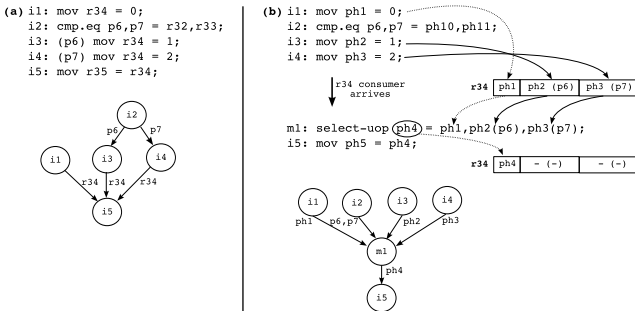 (a) i1: mov r34 = 0;
i2: cmp.eq p6,p7 = r32,r33;
i3: (p6) mov r34 = 1;
i4: (p7) mov r34 = 2;
i5: mov r35 = r34;
i2
p6 p7
i1 i3 i4
r34 r34 r34
i5
(b) i1: mov ph1 = 0;
i2: cmp.eq p6,p7 = ph10,ph11;
i3: mov ph2 = 1;
i4: mov ph3 = 2;
r34 ph1 ph2 (p6) ph3 (p7)
r34 consumer
arrives
m1: select-uop ph4 = ph1,ph2(p6),ph3(p7);
i5: mov ph5 = ph4;
r34 ph4 - (-) - (-)
i1 i2 i3 i4
ph1 p6,p7 ph2 ph3
m1
ph4
i5